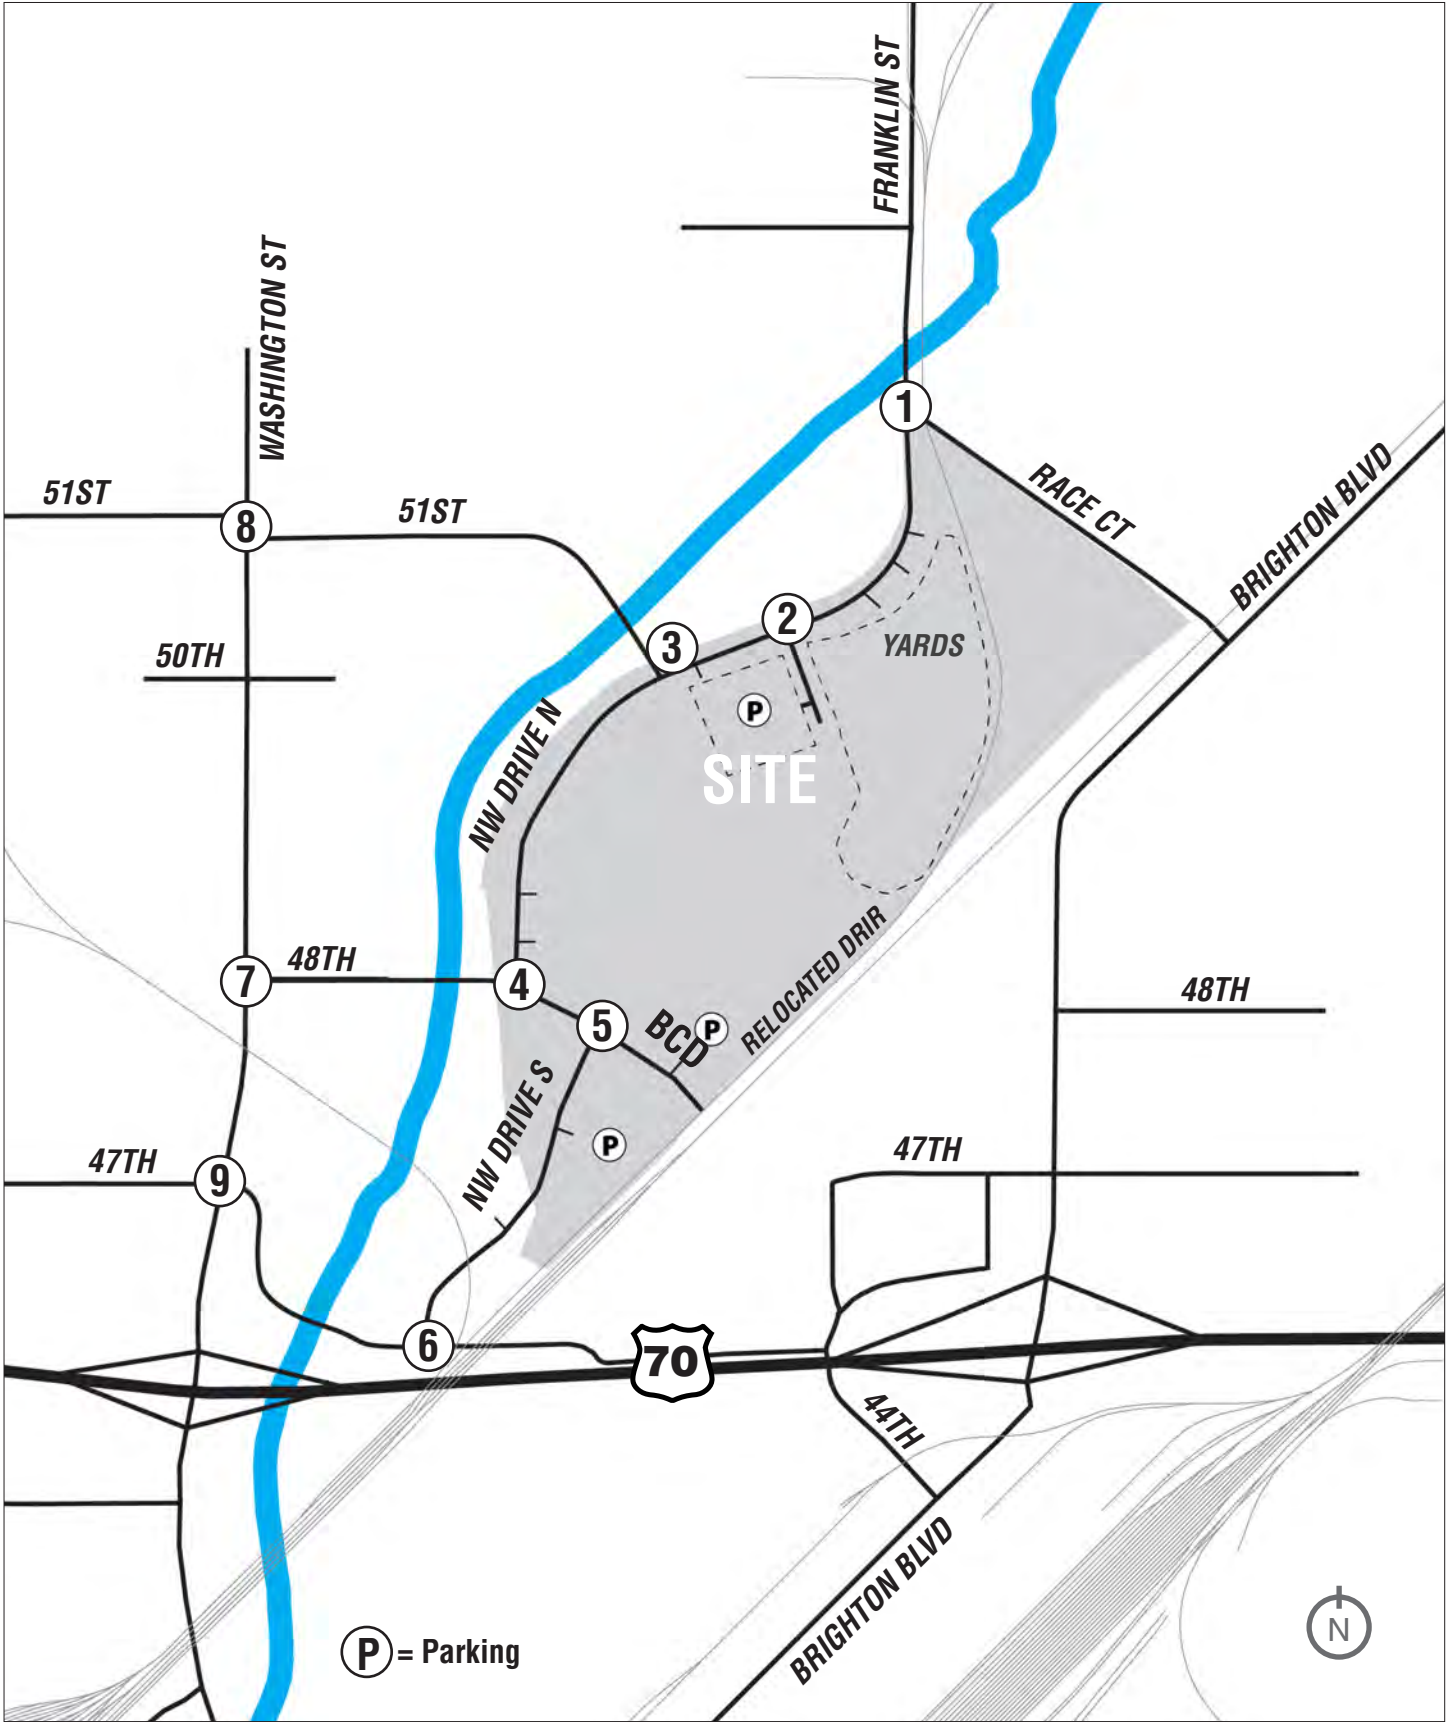 FRANKLIN ST
WASHINGTON ST
1
RACE CT
BRIGHTON BLVD
51ST
8
51ST
2
3
YARDS
50TH
P
NW DRIVE N
SITE
RELOCATED DRIR
7
48TH
4
48TH
5
BCD
P
NW DRIVE S
P
47TH
9
47TH
6
70
44TH
BRIGHTON BLVD
P = Parking
N